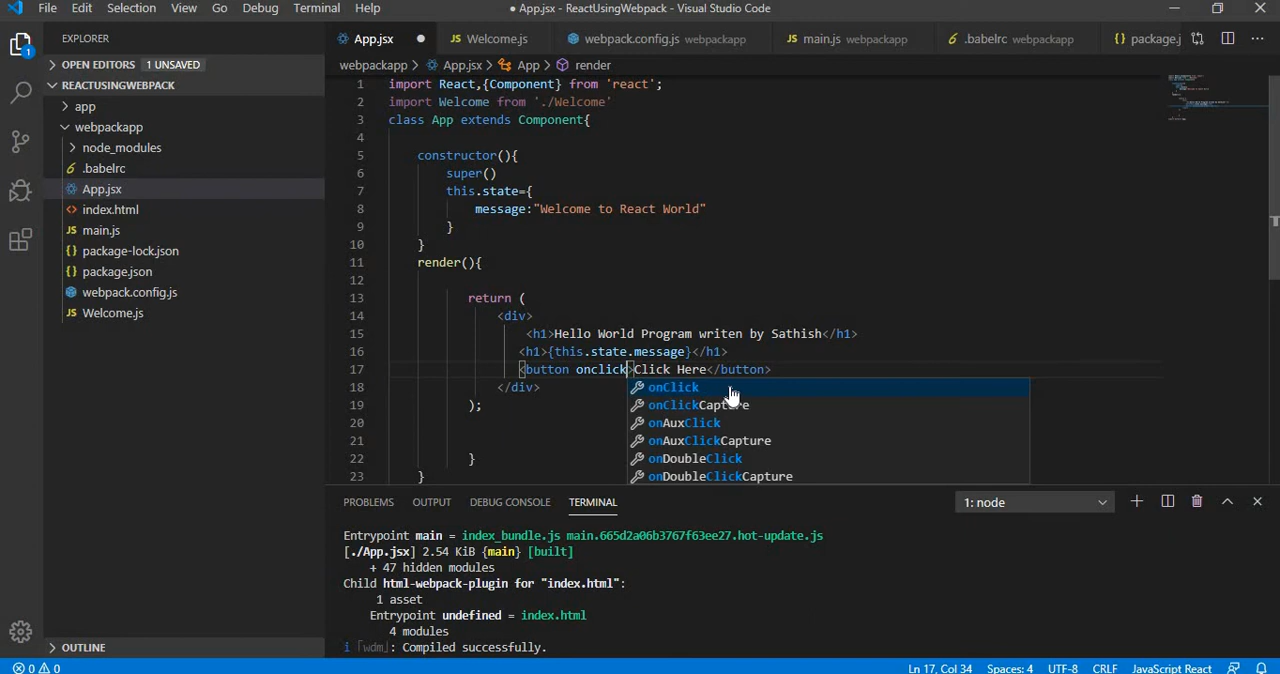 File Edit Selection View Go Debug Terminal Help ● App.jsx - ReactUsingWebpack - Visual Studio Code
EXPLORER
App.jsx ● JS Welcome.js webpack.config.js webpackapp JS main.js webpackapp .babelrc webpackapp {} package.j
OPEN EDITORS 1 UNSAVED
webpackapp > App.jsx > App > render
REACTUSINGWEBPACK
app
webpackapp
node_modules
.babelrc
App.jsx
index.html
JS main.js
{} package-lock.json
{} package.json
webpack.config.js
JS Welcome.js
OUTLINE
1 import React,{Component} from 'react';
2 import Welcome from './Welcome'
3 class App extends Component{
4
5 constructor(){
6 super()
7 this.state={
8 message:"Welcome to React World"
9 }
10 }
11 render(){
12
13 return (
14 <div>
15 <h1>Hello World Program writen by Sathish</h1>
16 <h1>{this.state.message}</h1>
17 <button onclick>Click Here</button>
18 </div>
19 );
20
21
22 }
23 }
onClick
onClickCapture
onAuxClick
onAuxClickCapture
onDoubleClick
onDoubleClickCapture
PROBLEMS OUTPUT DEBUG CONSOLE TERMINAL 1: node
Entrypoint main = index_bundle.js main.665d2a06b3767f63ee27.hot-update.js
[./App.jsx] 2.54 KiB {main} [built]
+ 47 hidden modules
Child html-webpack-plugin for "index.html":
1 asset
Entrypoint undefined = index.html
4 modules
i ｢wdm｣: Compiled successfully.
0 0 Ln 17, Col 34 Spaces: 4 UTF-8 CRLF JavaScript React